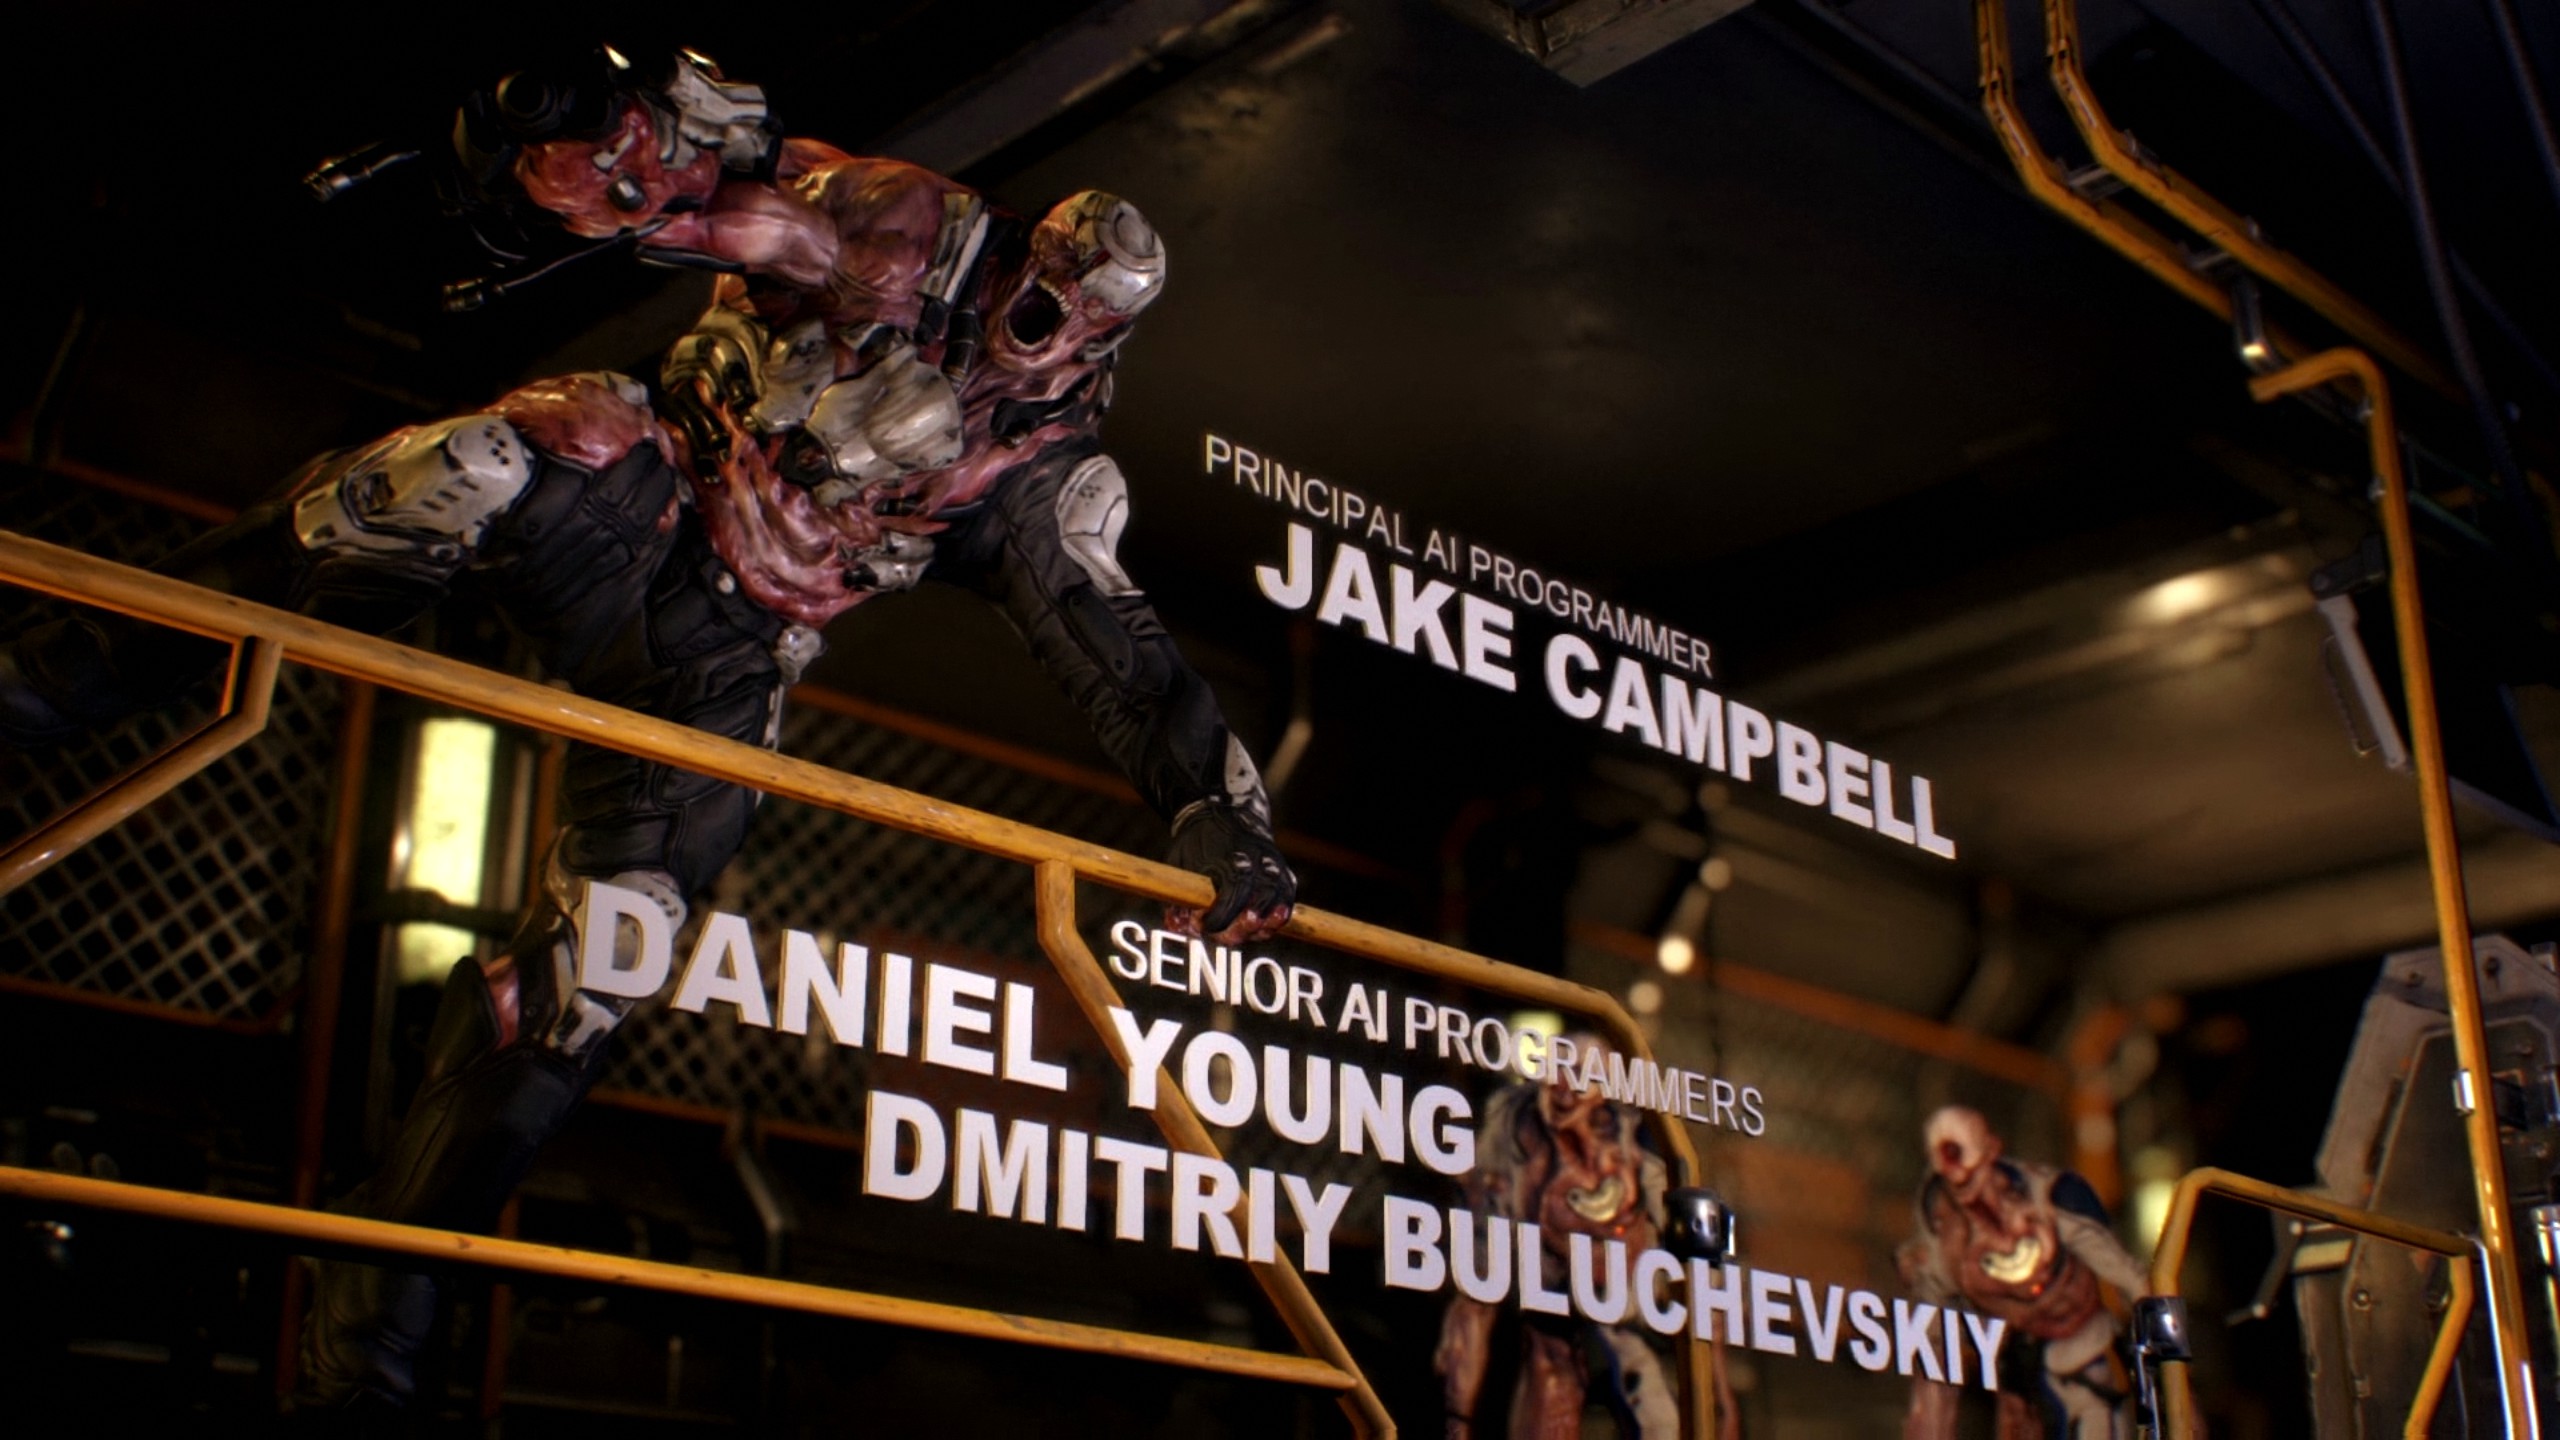 PRINCIPAL AI PROGRAMMER
JAKE CAMPBELL
SENIOR AI PROGRAMMERS
DANIEL YOUNG
DMITRIY BULUCHEVSKIY